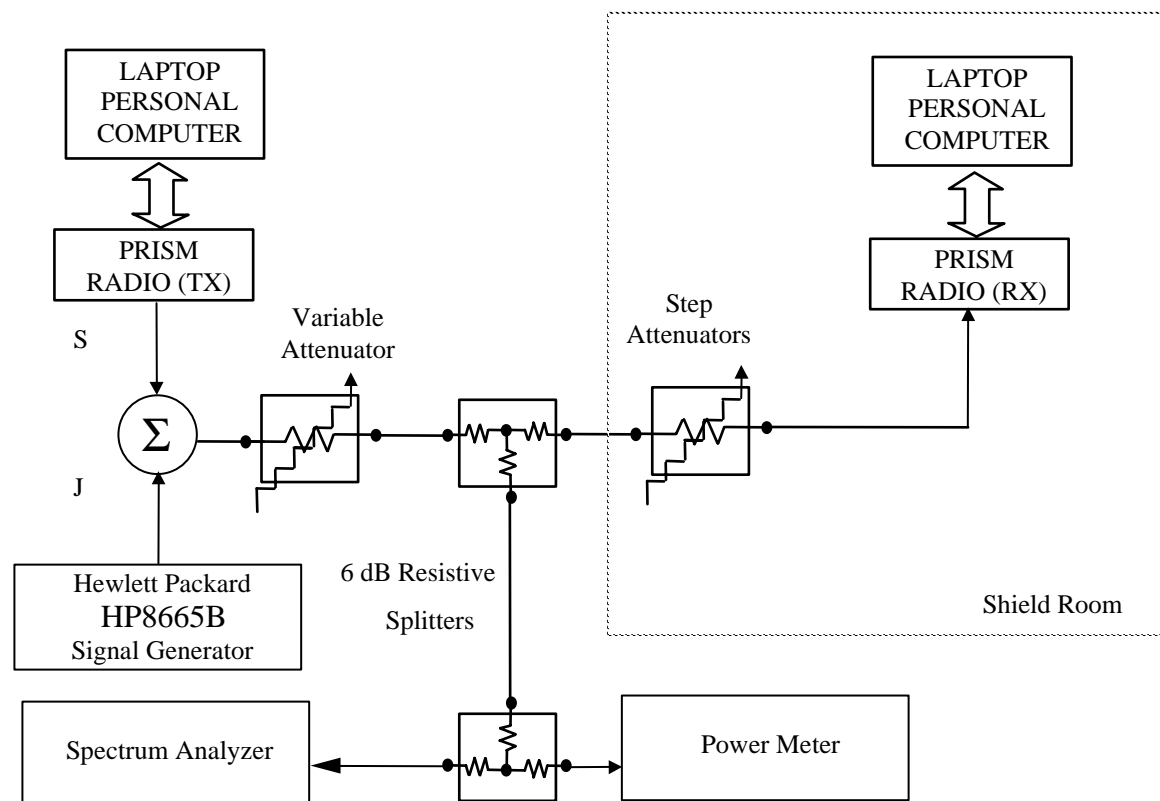 LAPTOP
PERSONAL
COMPUTER
LAPTOP
PERSONAL
COMPUTER
PRISM
RADIO (TX)
PRISM
RADIO (RX)
S
Variable
Attenuator
Step
Attenuators
Σ
J
Hewlett Packard
HP8665B
Signal Generator
6 dB Resistive
Splitters
Shield Room
Spectrum Analyzer
Power Meter